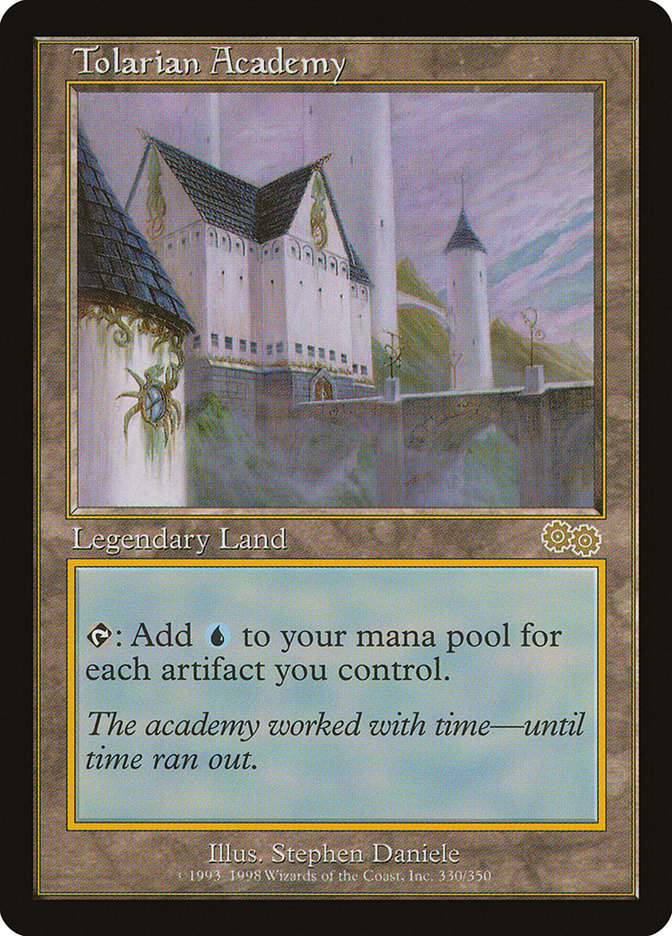 Tolarian Academy
Legendary Land
: Add to your mana pool for
each artifact you control.
The academy worked with time—until
time ran out.
Illus. Stephen Daniele
©1993–1998 Wizards of the Coast, Inc. 330/350